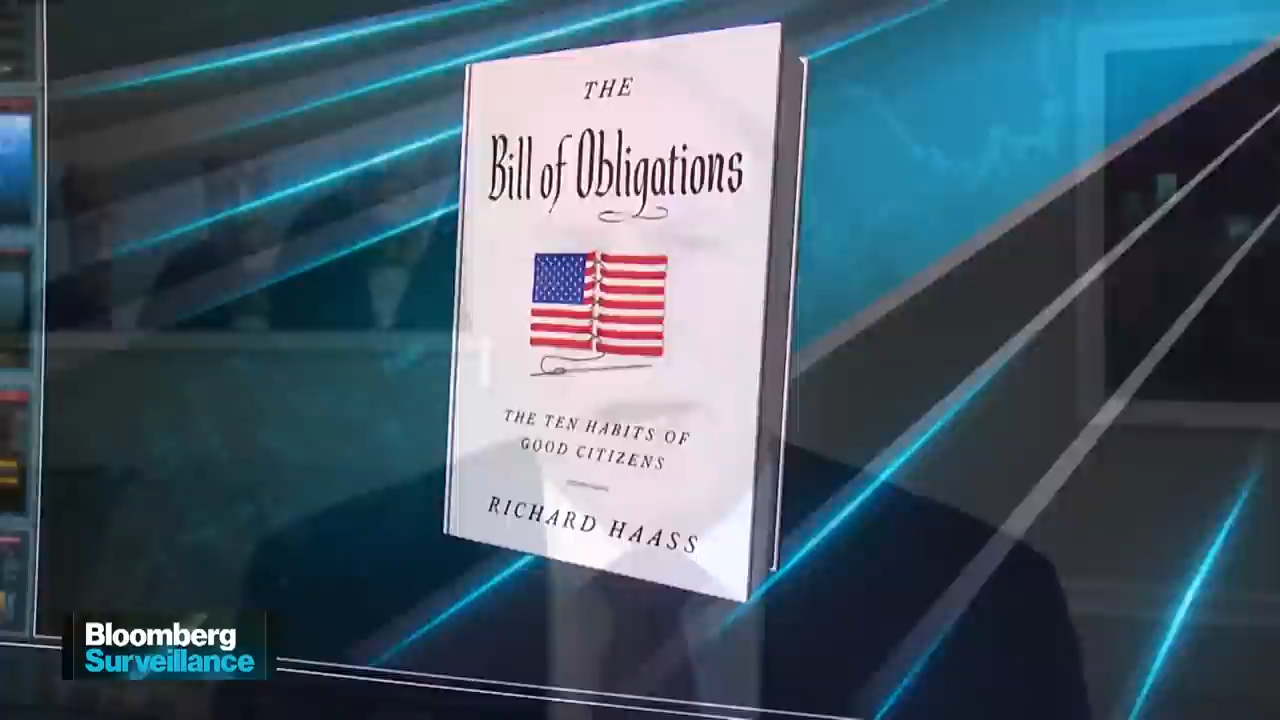 THE
Bill of Obligations
THE TEN HABITS OF
GOOD CITIZENS
RICHARD HAASS
Bloomberg
Surveillance